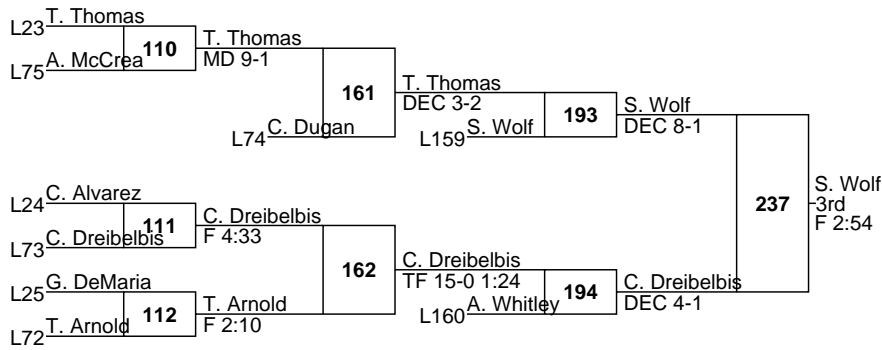 L23 T. Thomas
110
L75 A. McCrea
T. Thomas
MD 9-1
161
L74 C. Dugan
T. Thomas
DEC 3-2
193
L159 S. Wolf
S. Wolf
DEC 8-1
L24 C. Alvarez
111
L73 C. Dreibelbis
C. Dreibelbis
F 4:33
162
L25 G. DeMaria
112
L72 T. Arnold
T. Arnold
F 2:10
C. Dreibelbis
TF 15-0 1:24
194
L160 A. Whitley
C. Dreibelbis
DEC 4-1
237
S. Wolf
3rd
F 2:54